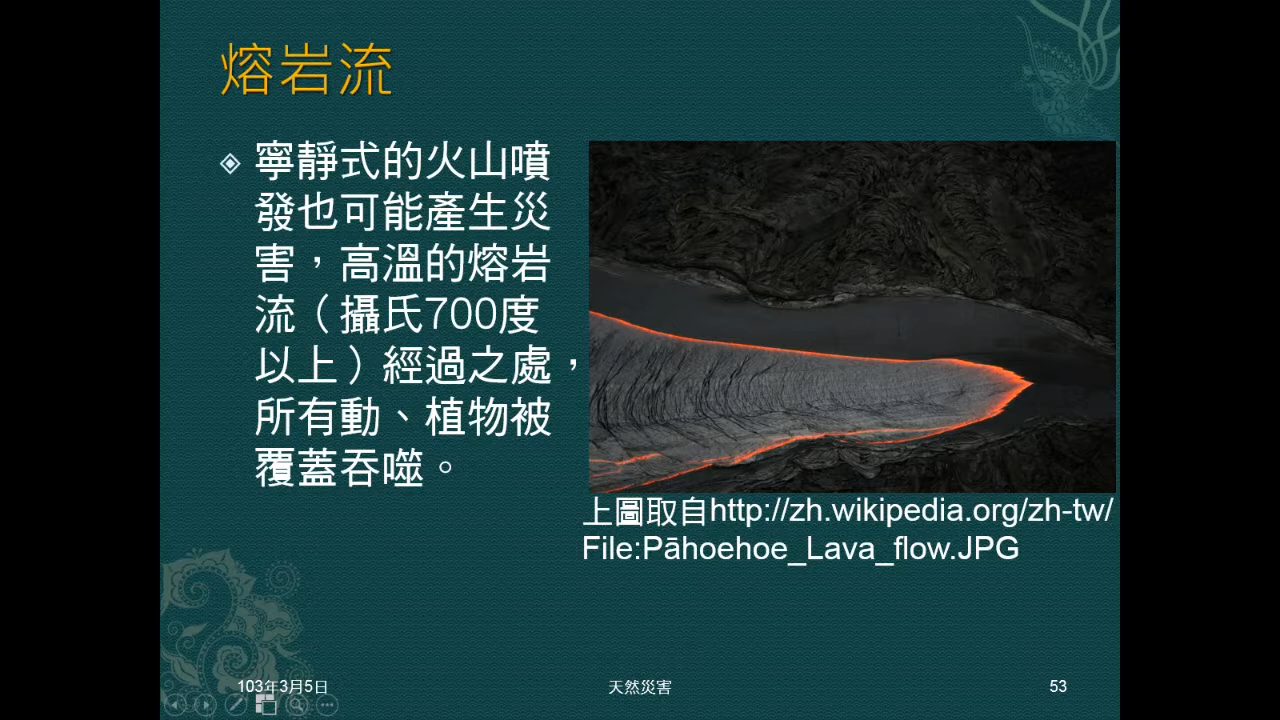 熔岩流
寧靜式的火山噴
發也可能產生災
害，高溫的熔岩
流（攝氏700度
以上）經過之處，
所有動、植物被
覆蓋吞噬。
上圖取自http://zh.wikipedia.org/zh-tw/
File:Pāhoehoe_Lava_flow.JPG
103年3月5日
天然災害
53